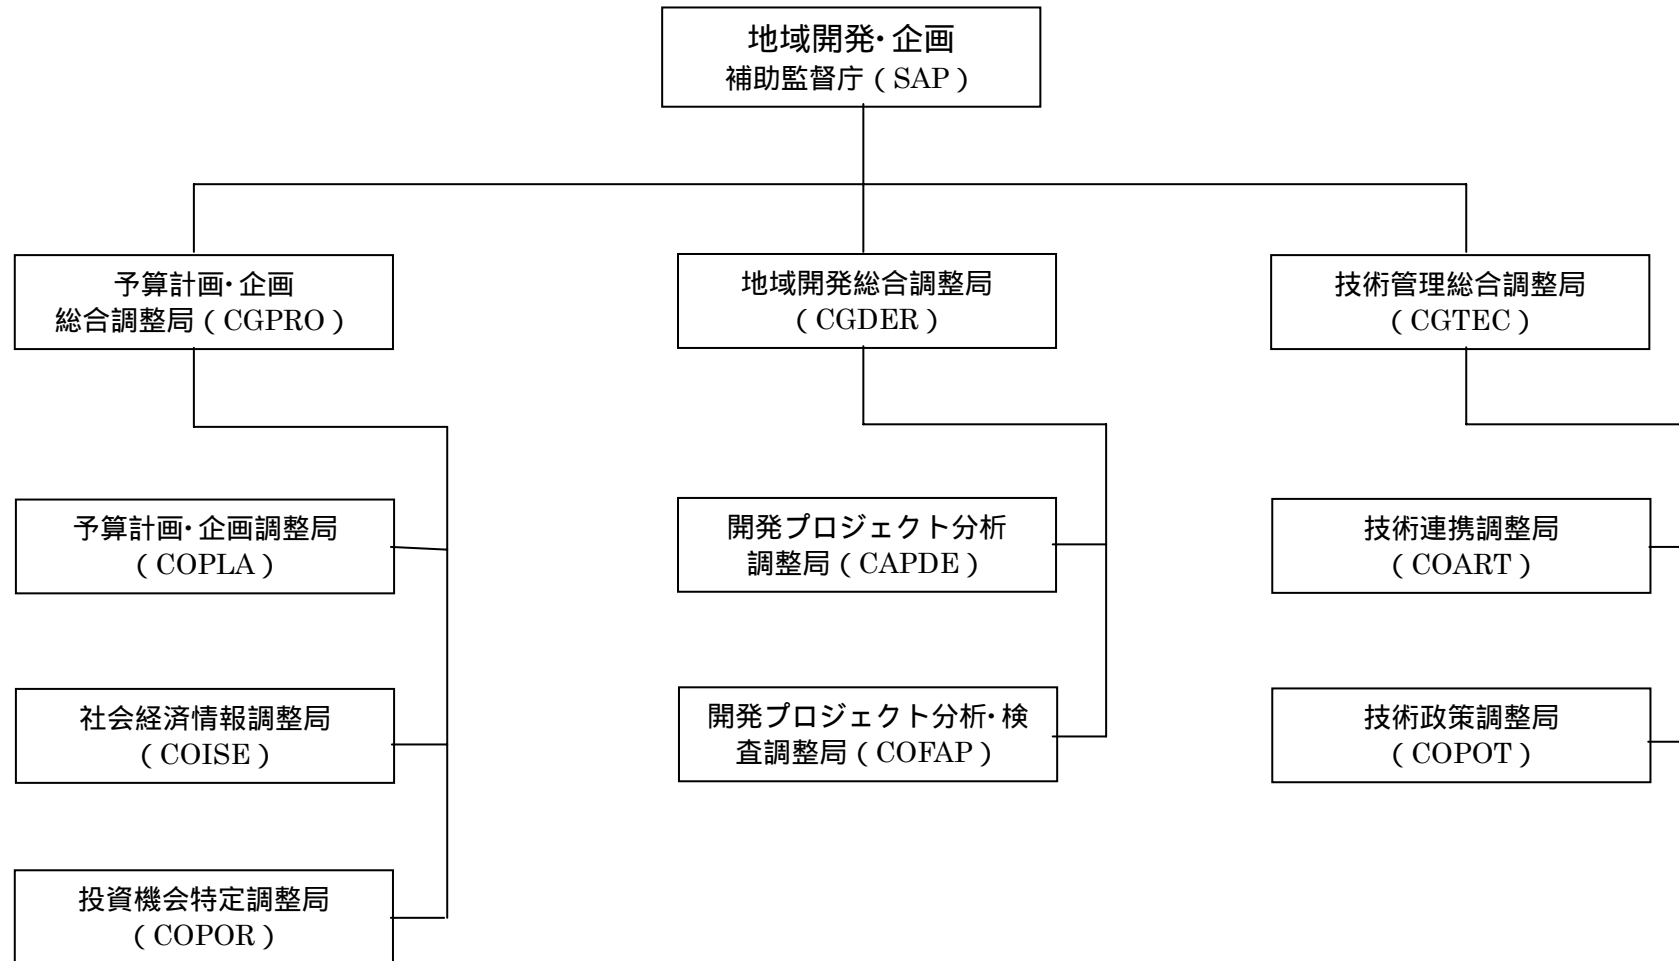 地域開発・企画
補助監督庁（SAP）
予算計画・企画
総合調整局（CGPRO）
地域開発総合調整局
（CGDER）
技術管理総合調整局
（CGTEC）
予算計画・企画調整局
（COPLA）
開発プロジェクト分析
調整局（CAPDE）
技術連携調整局
（COART）
社会経済情報調整局
（COISE）
開発プロジェクト分析・検
査調整局（COFAP）
技術政策調整局
（COPOT）
投資機会特定調整局
（COPOR）